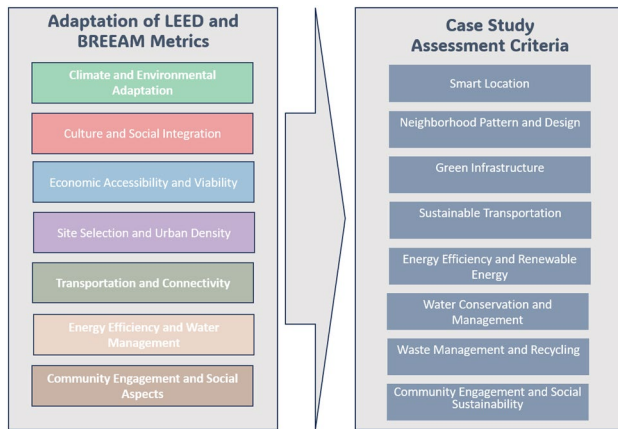 Adaptation of LEED and
BREEAM Metrics
Climate and Environmental
Adaptation
Culture and Social Integration
Economic Accessibility and Viability
Site Selection and Urban Density
Transportation and Connectivity
Energy Efficiency and Water
Management
Community Engagement and Social
Aspects
Case Study
Assessment Criteria
Smart Location
Neighborhood Pattern and Design
Green Infrastructure
Sustainable Transportation
Energy Efficiency and Renewable
Energy
Water Conservation and
Management
Waste Management and Recycling
Community Engagement and Social
Sustainability